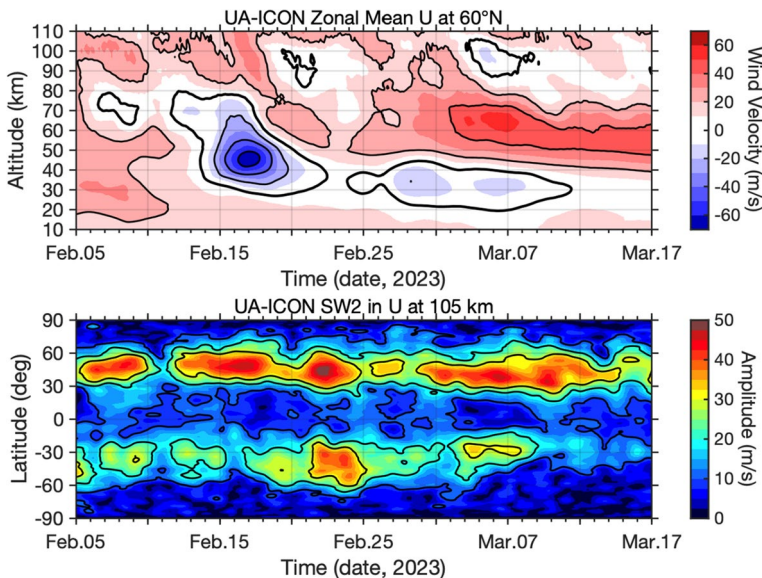 UA-ICON Zonal Mean U at 60°N
110
100
90
80
70
60
50
40
30
20
10
Altitude (km)
Feb.05
Feb.15
Feb.25
Mar.07
Mar.17
Time (date, 2023)
60
40
20
0
-20
-40
-60
Wind Velocity (m/s)
UA-ICON SW2 in U at 105 km
90
60
30
0
-30
-60
-90
Latitude (deg)
Feb.05
Feb.15
Feb.25
Mar.07
Mar.17
Time (date, 2023)
50
40
30
20
10
0
Amplitude (m/s)